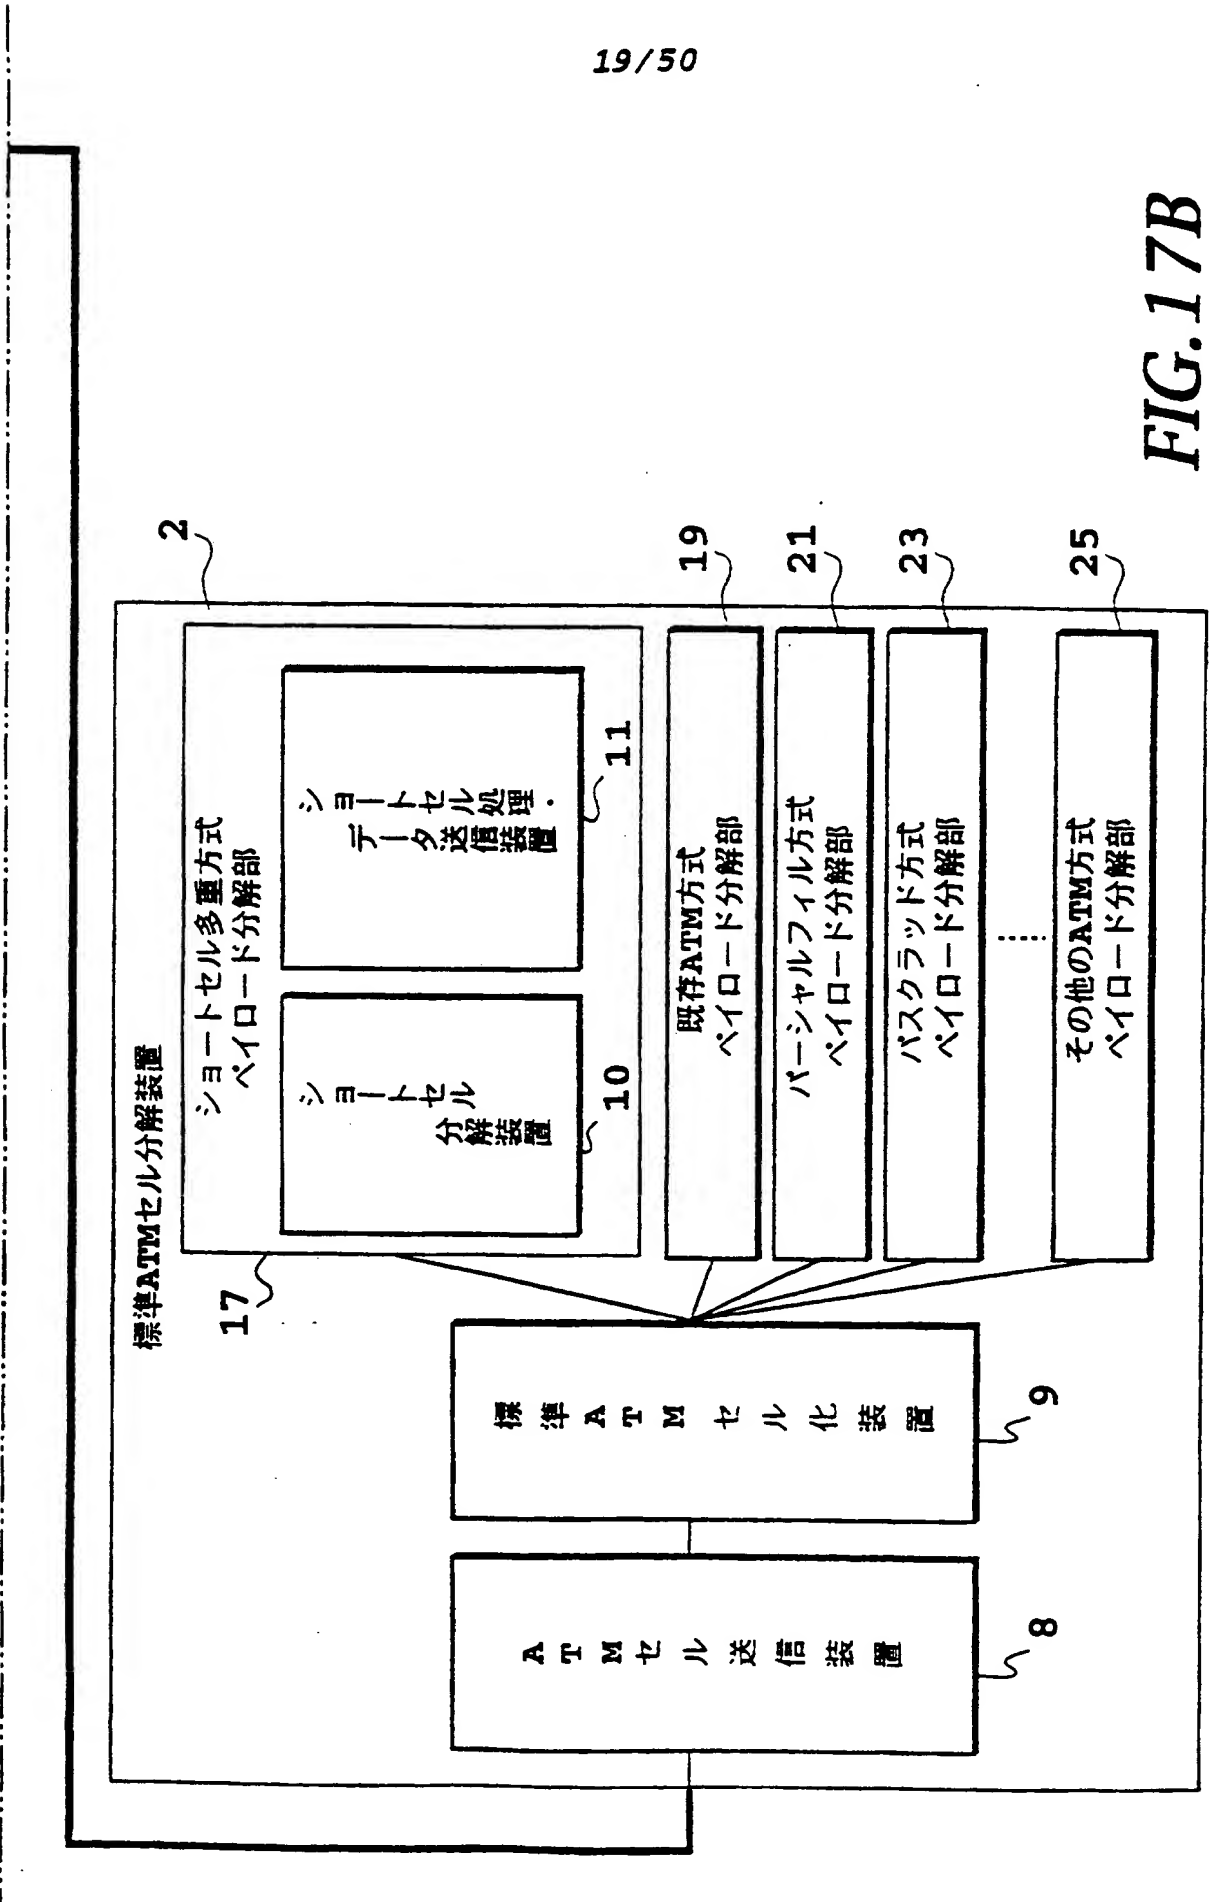 19/50
標準ATMセル分解装置
2
17
ショートセル多重方式
ペイロード分解部
ショートセル
分解装置
10
ショートセル処理・
データ送信装置
11
既存ATM方式
ペイロード分解部
19
パーシャルフィル方式
ペイロード分解部
21
パスクラッド方式
ペイロード分解部
23
その他のATM方式
ペイロード分解部
25
標準ATMセル化装置
9
ATMセル送信装置
8
FIG.17B